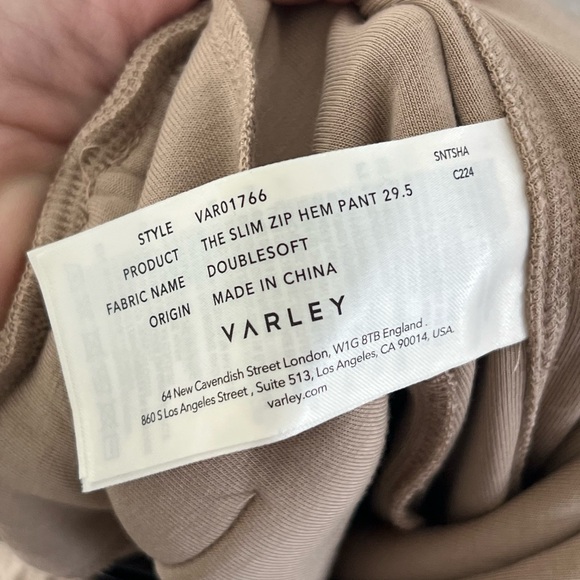 SNTSHA
C224
STYLE VAR01766
PRODUCT THE SLIM ZIP HEM PANT 29.5
FABRIC NAME DOUBLESOFT
ORIGIN MADE IN CHINA
VARLEY
64 New Cavendish Street London, W1G 8TB England.
860 S Los Angeles Street, Suite 513, Los Angeles, CA 90014, USA.
varley.com